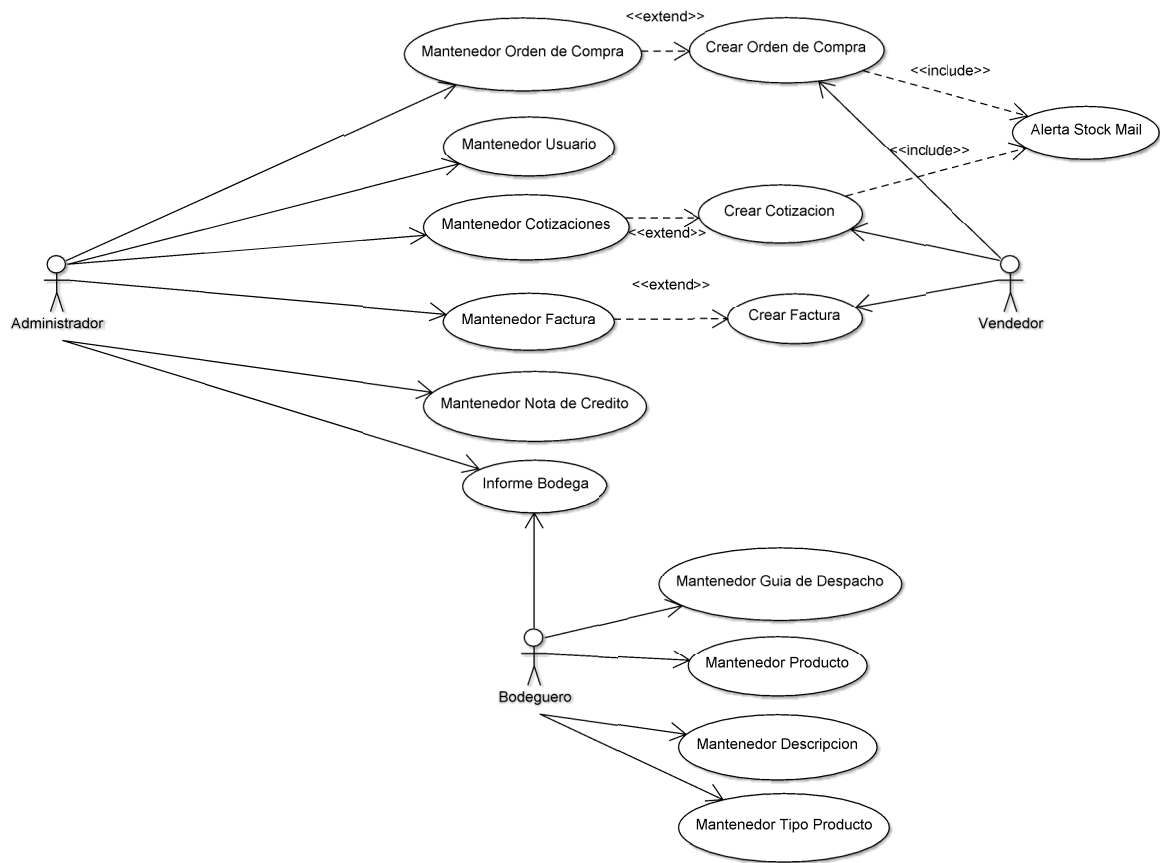 <<extend>>
Mantenedor Orden de Compra
Crear Orden de Compra
<<include>>
Alerta Stock Mail
Mantenedor Usuario
<<include>>
Mantenedor Cotizaciones
Crear Cotizacion
<<extend>>
<<extend>>
Administrador
Mantenedor Factura
Crear Factura
Vendedor
Mantenedor Nota de Credito
Informe Bodega
Mantenedor Guia de Despacho
Mantenedor Producto
Bodeguero
Mantenedor Descripcion
Mantenedor Tipo Producto